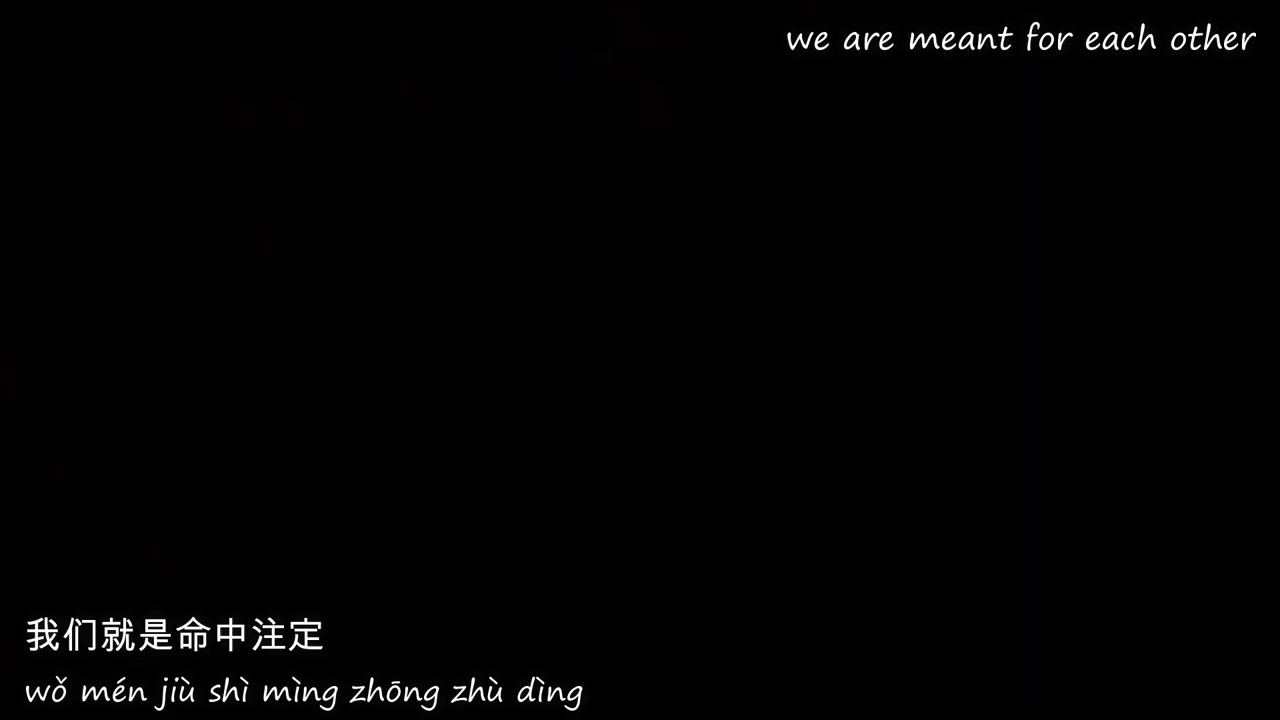 we are meant for each other
我们就是命中注定
wǒ mén jiù shì mìng zhōng zhù dìng